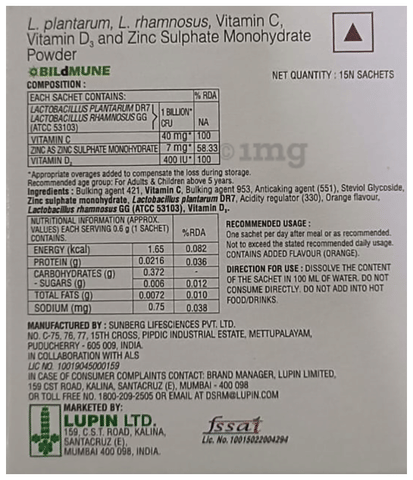 L. plantarum, L. rhamnosus, Vitamin C,
Vitamin D3 and Zinc Sulphate Monohydrate
Powder
BILdMUNE
NET QUANTITY : 15N SACHETS
COMPOSITION :
EACH SACHET CONTAINS: % RDA
LACTOBACILLUS PLANTARUM DR7
LACTOBACILLUS RHAMNOSUS GG
(ATCC 53103) 1 BILLION* CFU NA
VITAMIN C 40 mg* 100
ZINC AS ZINC SULPHATE MONOHYDRATE 7 mg* 58.33
VITAMIN D3 400 IU* 100
1mg
*Appropriate overages added to compensate the loss during storage.
Recommended age group: For Adults & Children above 5 years.
Ingredients : Bulking agent 421, Vitamin C, Bulking agent 953, Anticaking agent (551), Steviol Glycoside,
Zinc sulphate monohydrate, Lactobacillus plantarum DR7, Acidity regulator (330), Orange flavour,
Lactobacillus rhamnosus GG (ATCC 53103), Vitamin D3.
NUTRITIONAL INFORMATION (APPROX.
VALUES) EACH SERVING 0.6 g (1 SACHET)
CONTAINS. %RDA
ENERGY (kcal) 1.65 0.082
PROTEIN (g) 0.0216 0.036
CARBOHYDRATES (g) 0.372 -
- SUGARS (g) 0.006 0.012
TOTAL FATS (g) 0.0072 0.010
SODIUM (mg) 0.75 0.038
RECOMMENDED USAGE :
One sachet per day after meal or as recommended.
Not to exceed the stated recommended daily usage.
CONTAINS ADDED FLAVOUR (ORANGE).
DIRECTION FOR USE : DISSOLVE THE CONTENT
OF THE SACHET IN 100 ML OF WATER. DO NOT
CONSUME DIRECTLY. DO NOT ADD INTO HOT
FOOD/DRINKS.
MANUFACTURED BY : SUNBERG LIFESCIENCES PVT. LTD.
NO. C-75, 76, 77, 15TH CROSS, PIPDIC INDUSTRIAL ESTATE, METTUPALAYAM,
PUDUCHERRY - 605 009, INDIA.
IN COLLABORATION WITH ALS
LIC NO. 10019045000159
IN CASE OF CONSUMER COMPLAINTS CONTACT: BRAND MANAGER, LUPIN LIMITED,
159 CST ROAD, KALINA, SANTACRUZ (E), MUMBAI - 400 098
OR TOLL FREE NO. 1800-209-2505 OR EMAIL AT DSRM@LUPIN.COM
MARKETED BY :
LUPIN LTD.
159, C.S.T. ROAD, KALINA,
SANTACRUZ (E),
MUMBAI 400 098, INDIA.
fssai
Lic. No. 10015022004294